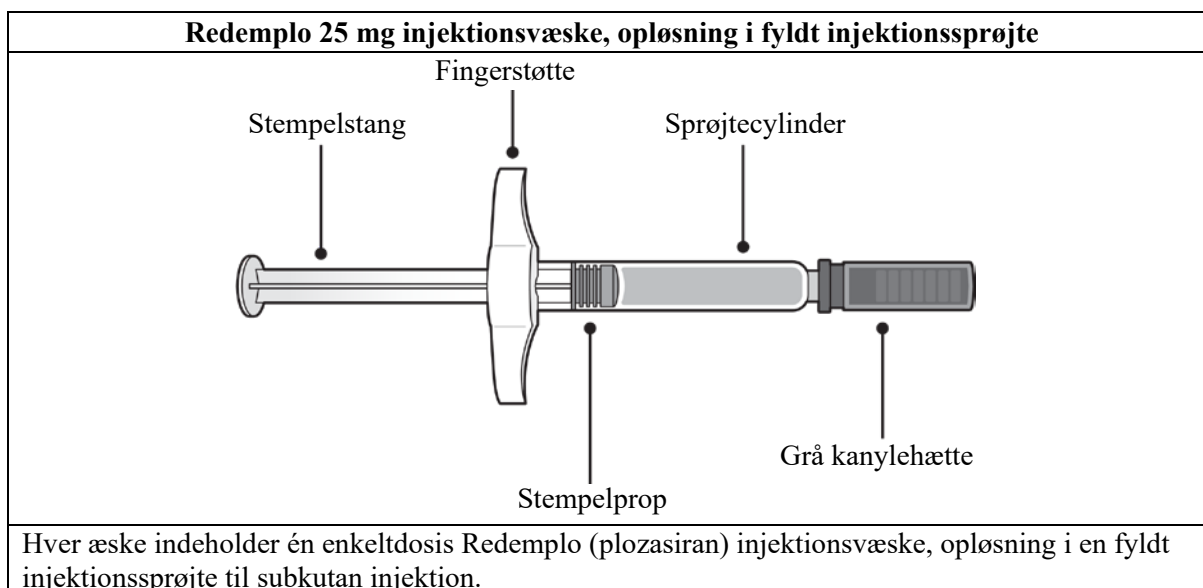 Redemplo 25 mg injektionsvæske, opløsning i fyldt injektionssprøjte
Fingerstøtte
Stempelstang
Sprøjtecylinder
Grå kanylehætte
Stempelprop
Hver æske indeholder én enkeltdosis Redemplo (plozasiran) injektionsvæske, opløsning i en fyldt
injektionssprøjte til subkutan injektion.